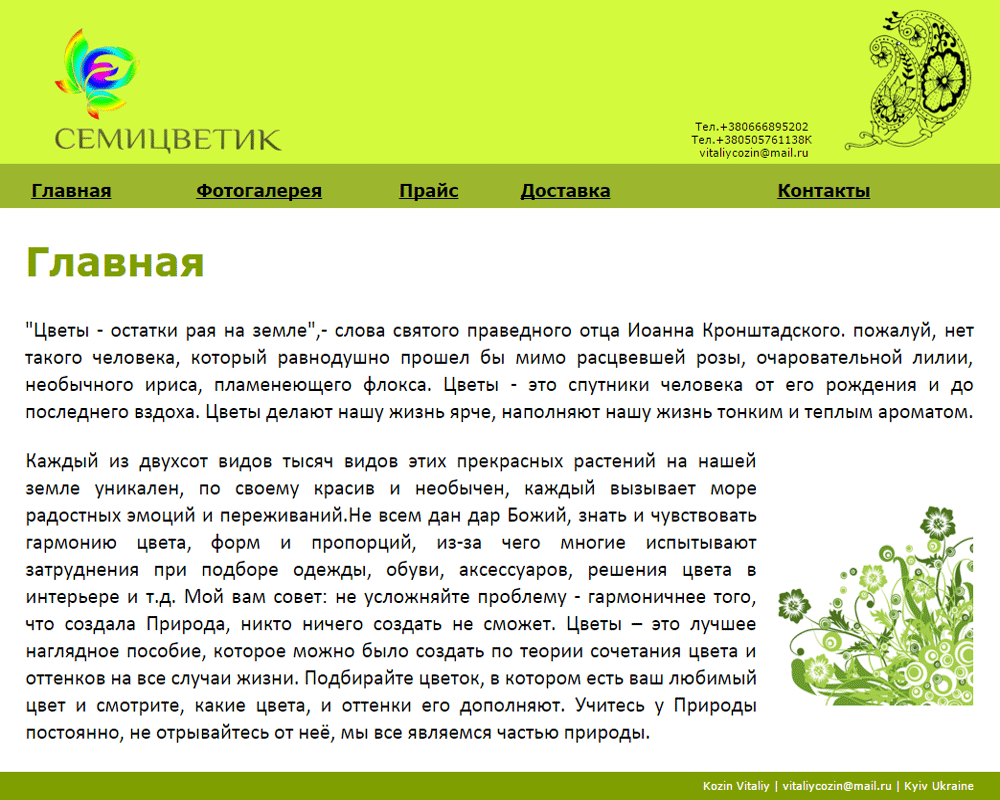 СЕМИЦВЕТИК
Тел.+380666895202
Тел.+380505761138K
vitaliycozin@mail.ru
Главная Фотогалерея Прайс Доставка Контакты
Главная
"Цветы - остатки рая на земле",- слова святого праведного отца Иоанна Кронштадского. пожалуй, нет
такого человека, который равнодушно прошел бы мимо расцвевшей розы, очаровательной лилии,
необычного ириса, пламенеющего флокса. Цветы - это спутники человека от его рождения и до
последнего вздоха. Цветы делают нашу жизнь ярче, наполняют нашу жизнь тонким и теплым ароматом.
Каждый из двухсот видов тысяч видов этих прекрасных растений на нашей
земле уникален, по своему красив и необычен, каждый вызывает море
радостных эмоций и переживаний.Не всем дан дар Божий, знать и чувствовать
гармонию цвета, форм и пропорций, из-за чего многие испытывают
затруднения при подборе одежды, обуви, аксессуаров, решения цвета в
интерьере и т.д. Мой вам совет: не усложняйте проблему - гармоничнее того,
что создала Природа, никто ничего создать не сможет. Цветы – это лучшее
наглядное пособие, которое можно было создать по теории сочетания цвета и
оттенков на все случаи жизни. Подбирайте цветок, в котором есть ваш любимый
цвет и смотрите, какие цвета, и оттенки его дополняют. Учитесь у Природы
постоянно, не отрывайтесь от неё, мы все являемся частью природы.
Kozin Vitaliy | vitaliycozin@mail.ru | Kyiv Ukraine